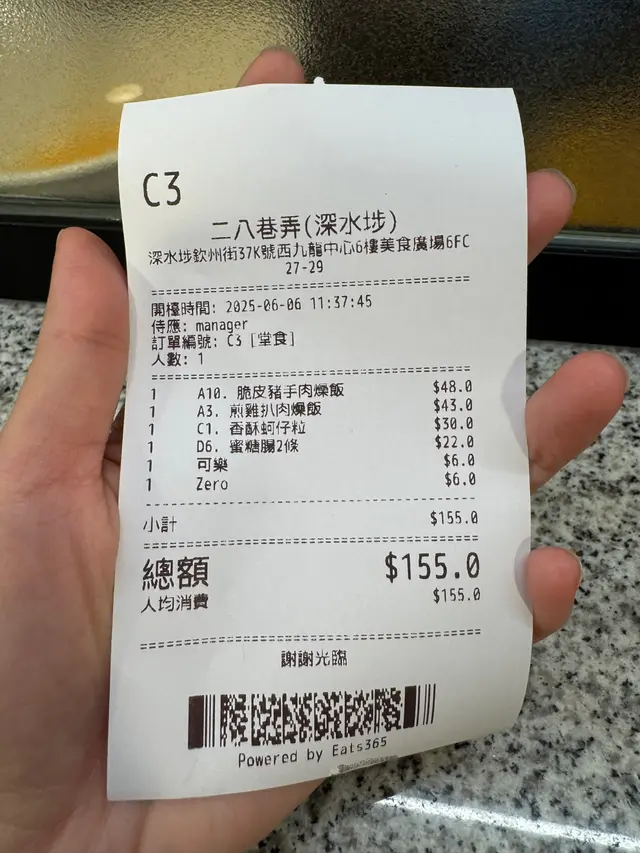 C3
二八巷弄(深水埗)
深水埗欽州街37K號西九龍中心6樓美食廣場6FC
27-29
開檯時間: 2025-06-06 11:37:45
侍應: manager
訂單編號: C3 [堂食]
人數: 1
1 A10. 脆皮豬手肉燥飯 $48.0
1 A3. 煎雞扒肉燥飯 $43.0
1 C1. 香酥蚵仔粒 $30.0
1 D6. 蜜糖腸2條 $22.0
1 可樂 $6.0
1 Zero $6.0
小計 $155.0
總額 $155.0
人均消費 $155.0
謝謝光臨
Powered by Eats365